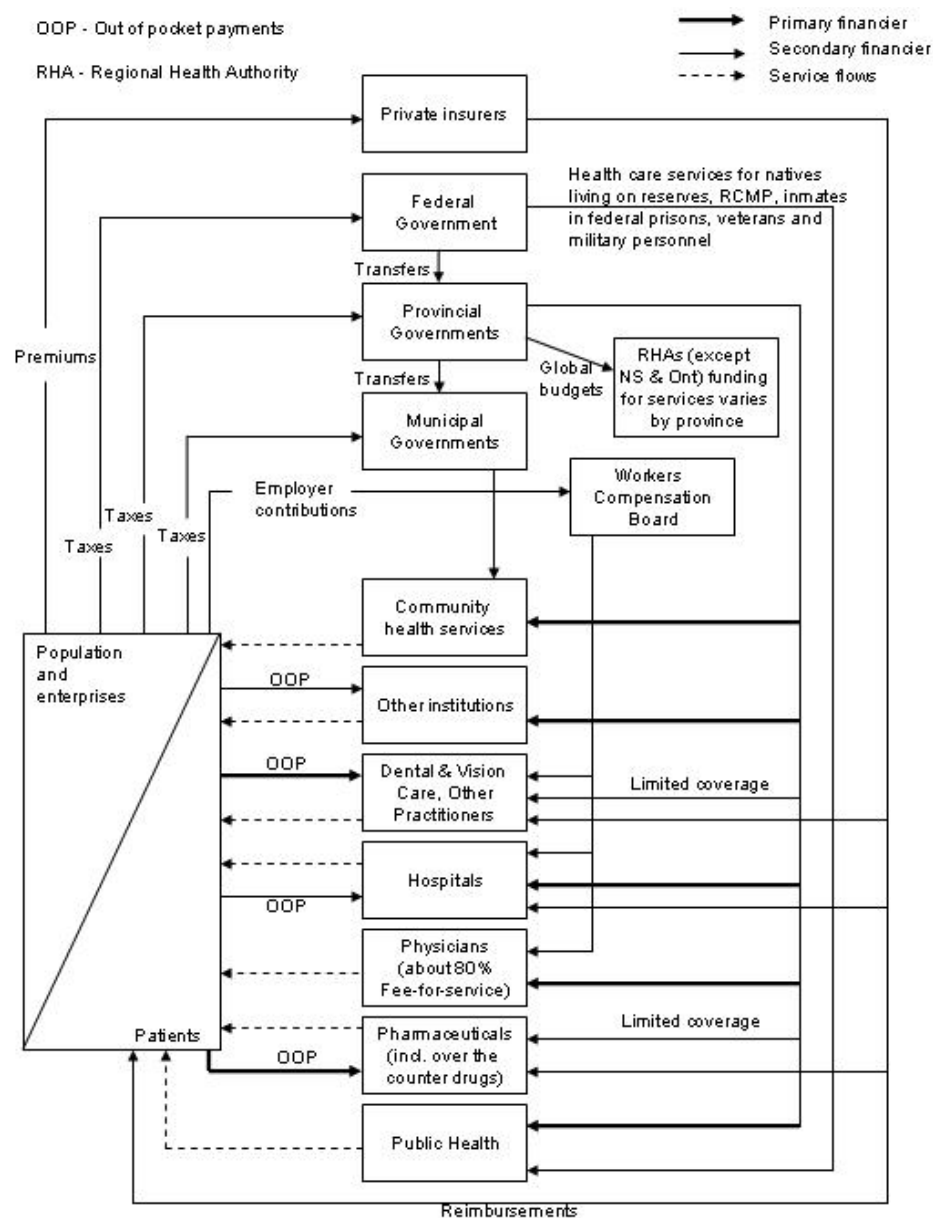 OOP - Out of pocket payments
RHA - Regional Health Authority
Primary financier
Secondary financier
Service flows
Private insurers
Health care services for natives
living on reserves, RCMP, inmates
in federal prisons, veterans and
military personnel
Federal
Government
Transfers
Provincial
Governments
Premiums
Global
budgets
RHAs (except
NS & Ont) funding
for services varies
by province
Transfers
Municipal
Governments
Employer
contributions
Workers
Compensation
Board
Taxes
Taxes
Taxes
Community
health services
Population
and
enterprises
OOP
Other institutions
OOP
Dental & Vision
Care, Other
Practitioners
Limited coverage
Hospitals
OOP
Physicians
(about 80%
Fee-for-service)
Patients
Pharmaceuticals
(incl. over the
counter drugs)
Limited coverage
OOP
Public Health
Reimbursements